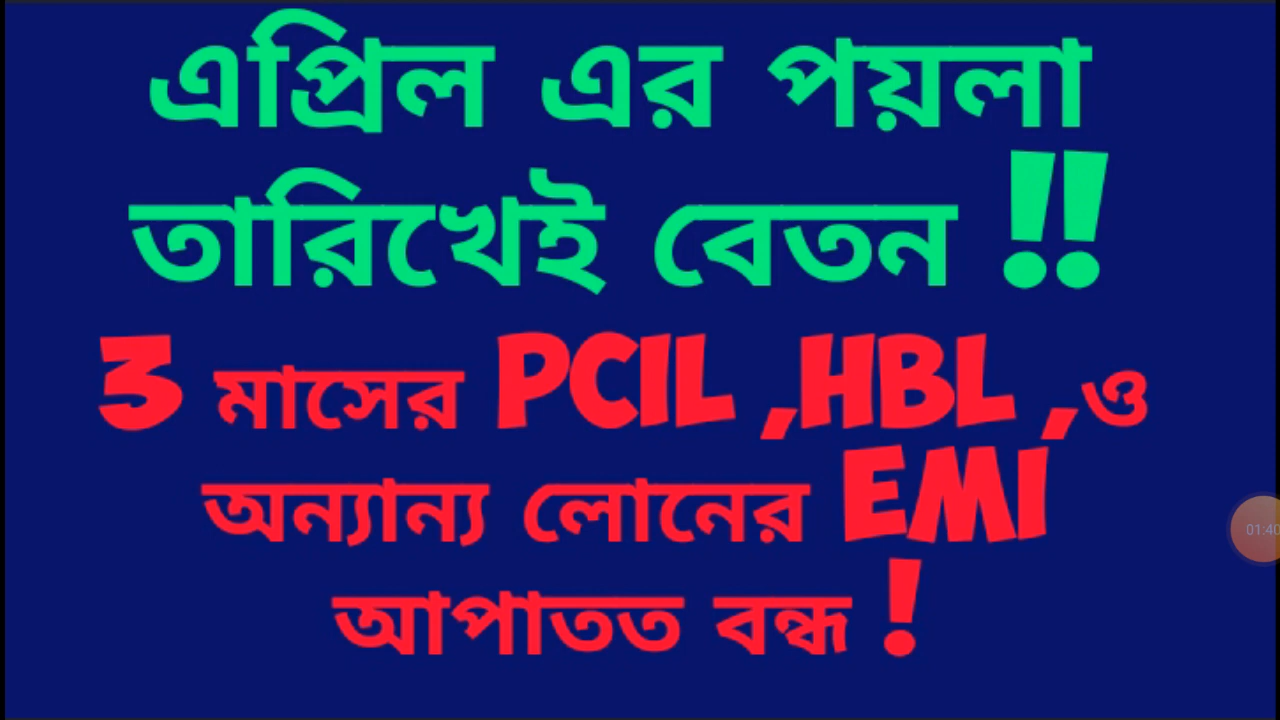 এপ্রিল এর পয়লা
তারিখেই বেতন !!
3 মাসের PCIL ,HBL ,ও
অন্যান্য লোনের EMI
আপাতত বন্ধ !
01:40